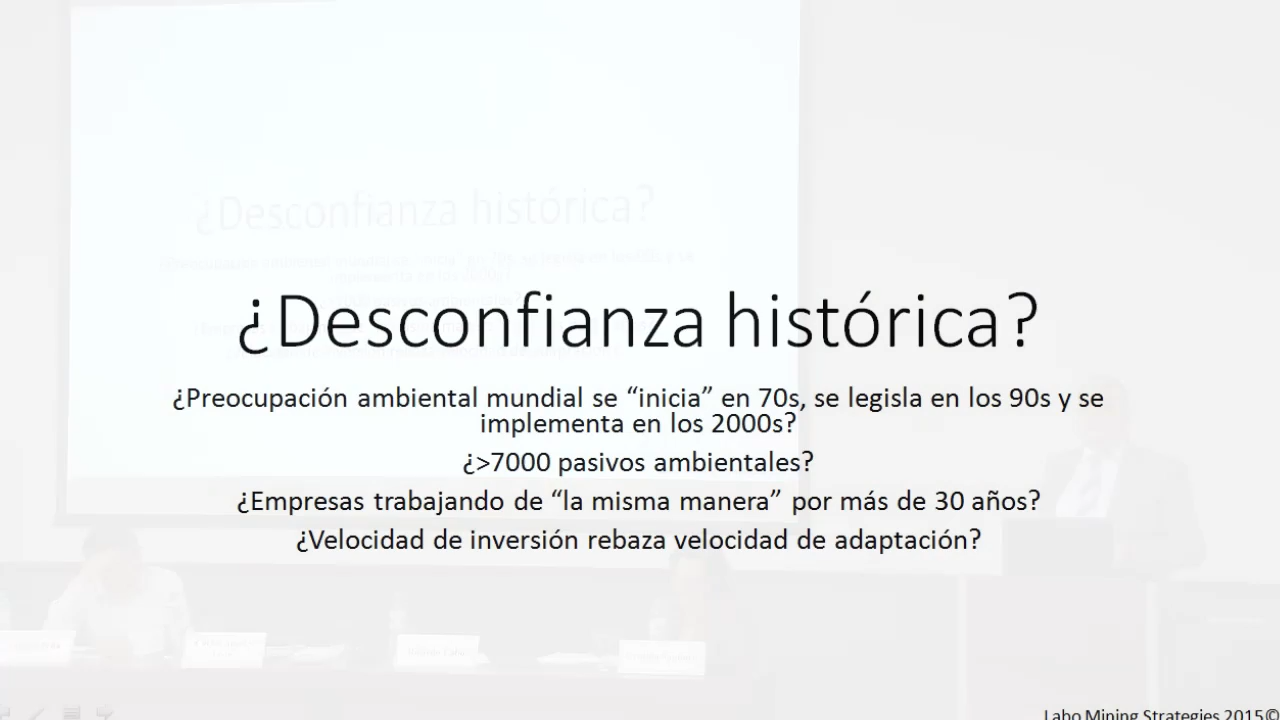 ¿Desconfianza histórica?
¿Preocupación ambiental mundial se “inicia” en 70s, se legisla en los 90s y se
implementa en los 2000s?
¿>7000 pasivos ambientales?
¿Empresas trabajando de “la misma manera” por más de 30 años?
¿Velocidad de inversión rebaza velocidad de adaptación?
Labo Mining Strategies 2015©